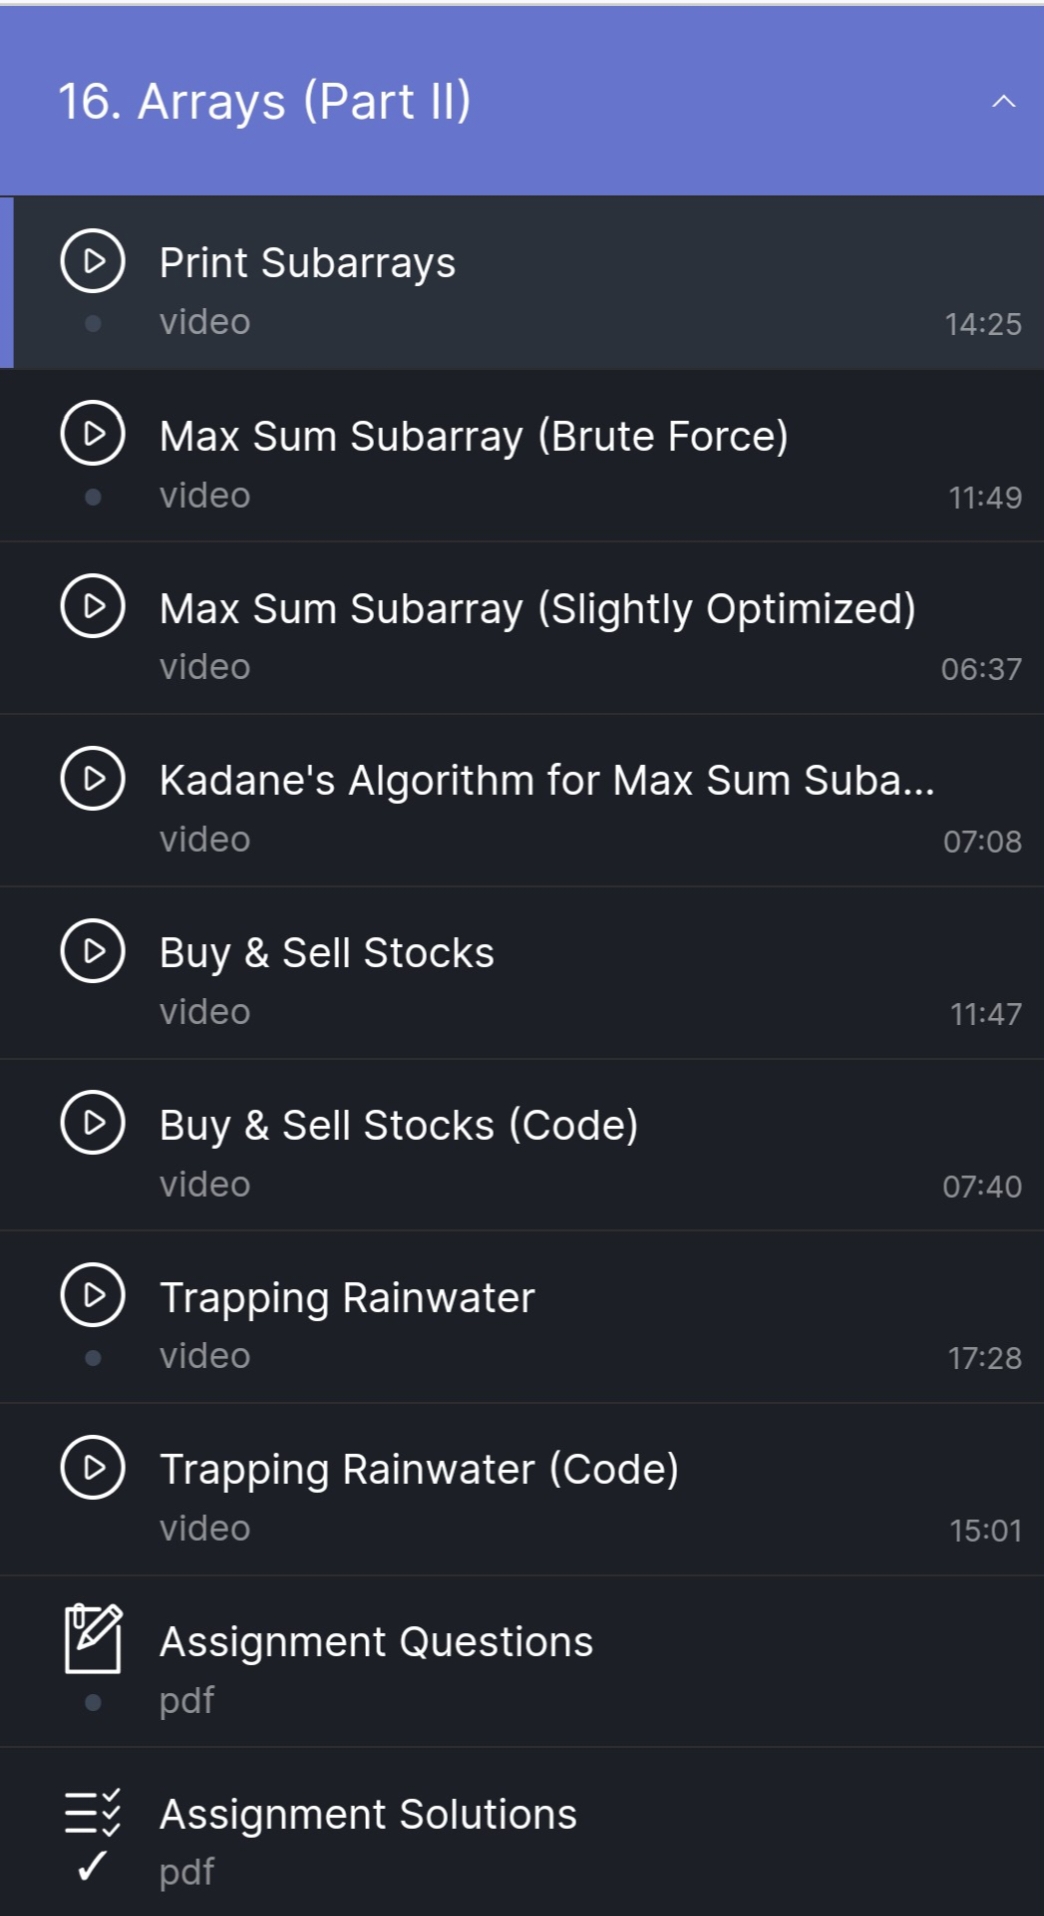 16. Arrays (Part II)
Print Subarrays
video
14:25
Max Sum Subarray (Brute Force)
video
11:49
Max Sum Subarray (Slightly Optimized)
video
06:37
Kadane's Algorithm for Max Sum Suba...
video
07:08
Buy & Sell Stocks
video
11:47
Buy & Sell Stocks (Code)
video
07:40
Trapping Rainwater
video
17:28
Trapping Rainwater (Code)
video
15:01
Assignment Questions
pdf
Assignment Solutions
pdf